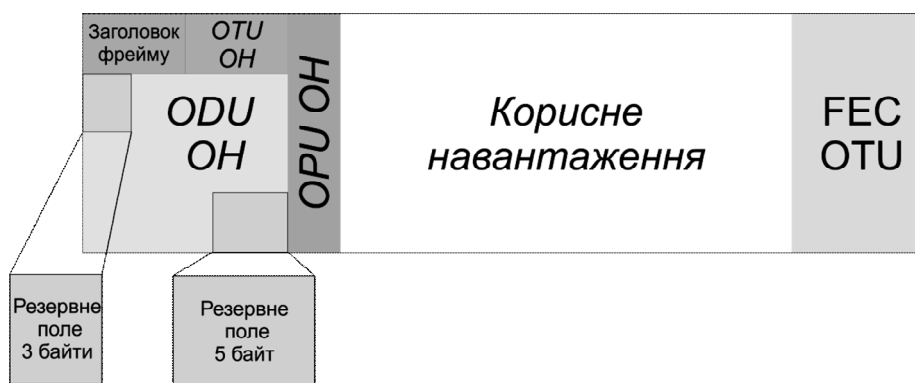 Заголовок
фрейму
OTU
OH
ODU
OH
OPU OH
Корисне
навантаження
FEC
OTU
Резервне
поле
3 байти
Резервне
поле
5 байт